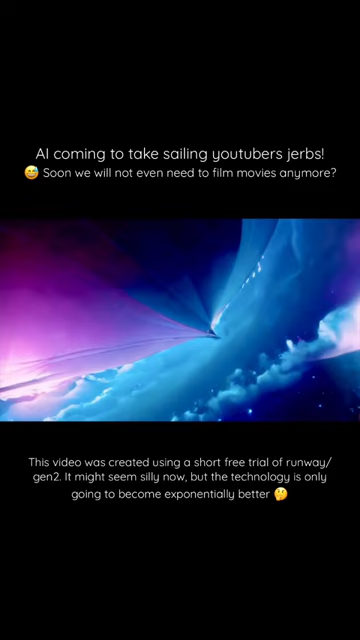 AI coming to take sailing youtubers jerbs!
😅 Soon we will not even need to film movies anymore?
This video was created using a short free trial of runway/
gen2. It might seem silly now, but the technology is only
going to become exponentially better 🤔